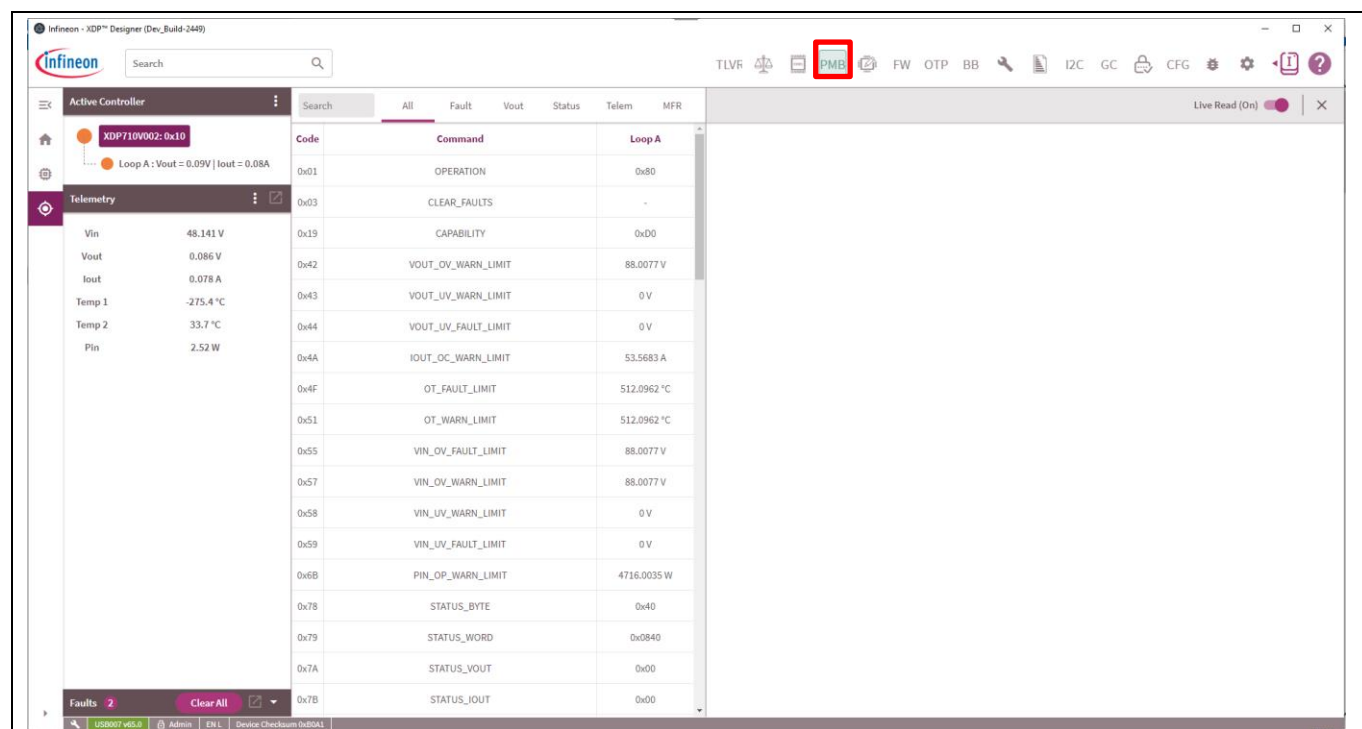 Infineon - XDP™ Designer (Dev_Build-2449)
infineon
Search
TLVR PMB FW OTP BB I2C GC CFG
Active Controller
XDP710V002: 0x10
Loop A : Vout = 0.09V | Iout = 0.08A
Telemetry
Vin 48.141 V
Vout 0.086 V
Iout 0.078 A
Temp 1 -275.4 °C
Temp 2 33.7 °C
Pin 2.52 W
Faults 2 Clear All
Search All Fault Vout Status Telem MFR
Live Read (On)
Code Command Loop A
0x01 OPERATION 0x80
0x03 CLEAR_FAULTS -
0x19 CAPABILITY 0xD0
0x42 VOUT_OV_WARN_LIMIT 88.0077 V
0x43 VOUT_UV_WARN_LIMIT 0 V
0x44 VOUT_UV_FAULT_LIMIT 0 V
0x4A IOUT_OC_WARN_LIMIT 53.5683 A
0x4F OT_FAULT_LIMIT 512.0962 °C
0x51 OT_WARN_LIMIT 512.0962 °C
0x55 VIN_OV_FAULT_LIMIT 88.0077 V
0x57 VIN_OV_WARN_LIMIT 88.0077 V
0x58 VIN_UV_WARN_LIMIT 0 V
0x59 VIN_UV_FAULT_LIMIT 0 V
0x6B PIN_OP_WARN_LIMIT 4716.0035 W
0x78 STATUS_BYTE 0x40
0x79 STATUS_WORD 0x0840
0x7A STATUS_VOUT 0x00
0x7B STATUS_IOUT 0x00
USB007 v65.0 Admin EN L Device Checksum 0xB0A1